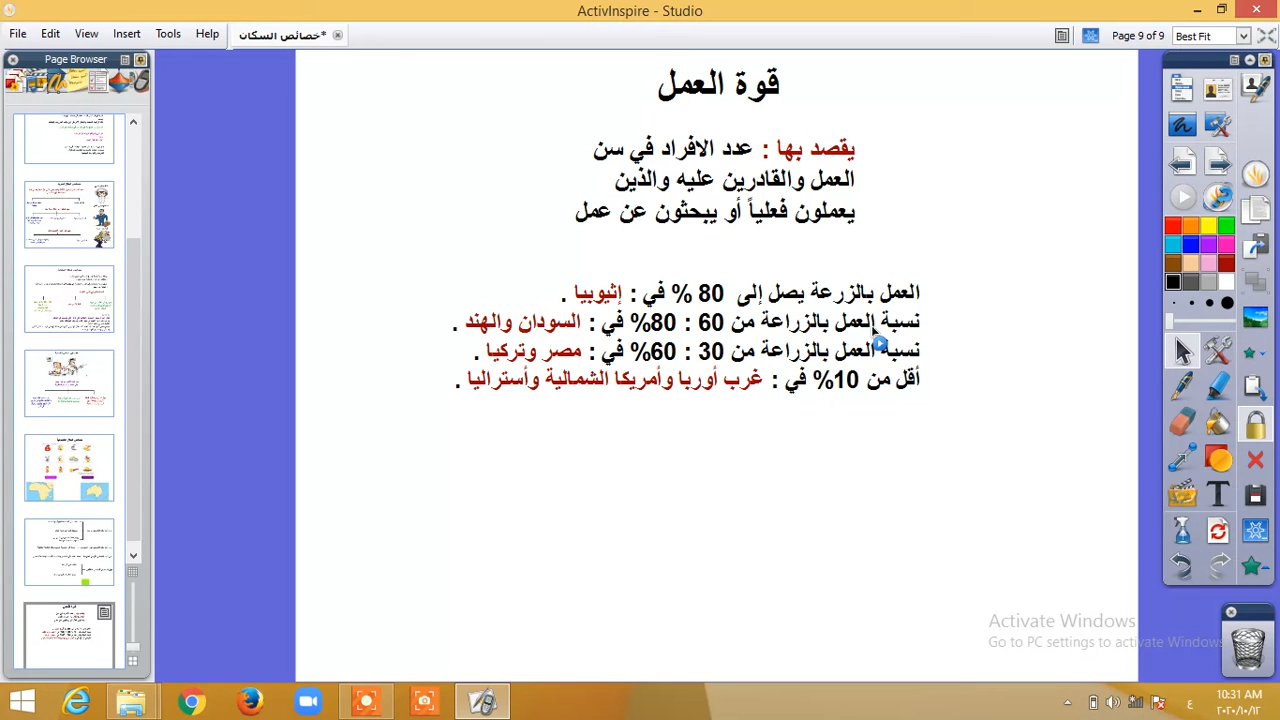 ActivInspire - Studio
File Edit View Insert Tools Help
*خصائص السكان
Page 9 of 9
Best Fit
Page Browser
قوة العمل
يقصد بها : عدد الافراد في سن
العمل والقادرين عليه والذين
يعملون فعلياً أو يبحثون عن عمل
العمل بالزرعة يصل إلى 80 % في : إثيوبيا .
نسبة العمل بالزراعة من 60 : 80% في : السودان والهند .
نسبة العمل بالزراعة من 30 : 60% في : مصر وتركيا .
أقل من 10% في : غرب أوربا وأمريكا الشمالية وأستراليا .
Activate Windows
Go to PC settings to activate Windows
ع
10:31 AM
٢٠٢٠/١٠/١٢